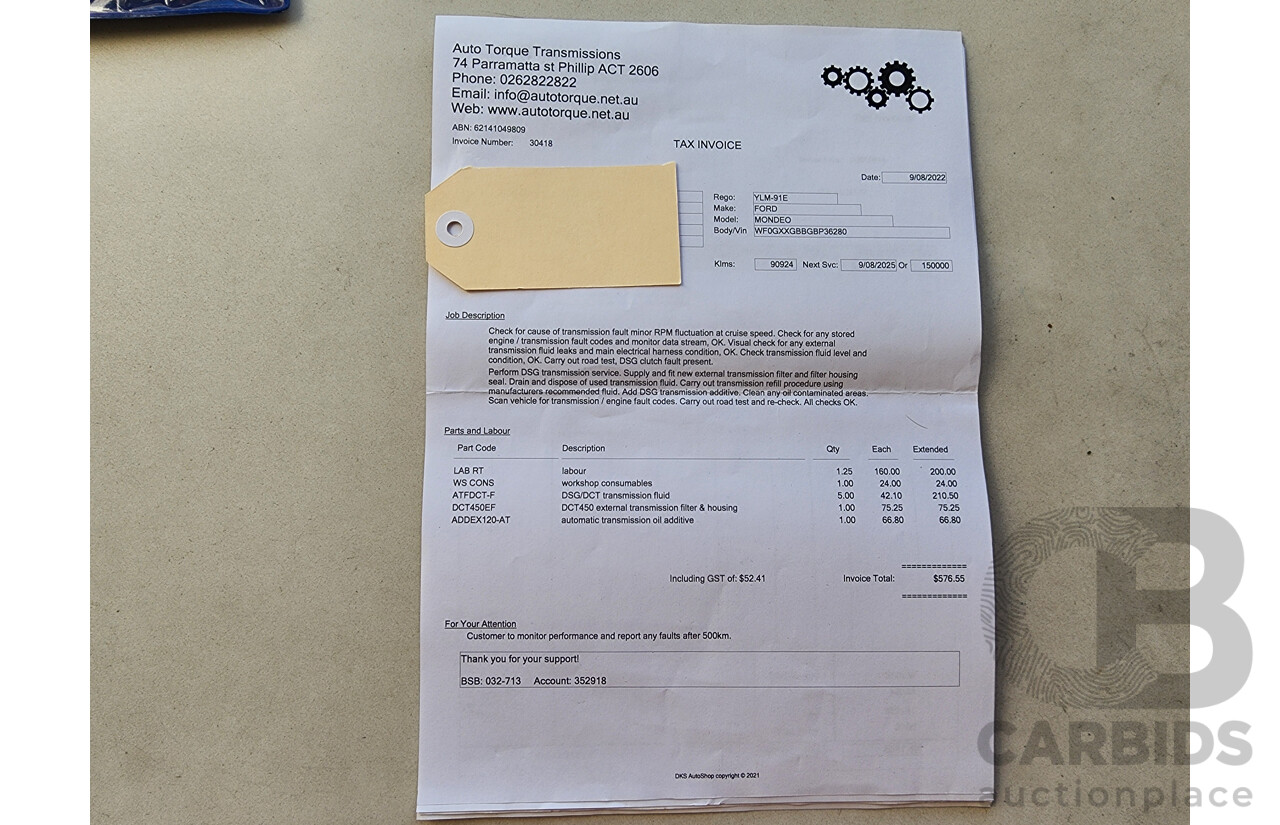 Auto Torque Transmissions
74 Parramatta st Phillip ACT 2606
Phone: 0262822822
Email: info@autotorque.net.au
Web: www.autotorque.net.au
ABN: 62141049809
Invoice Number: 30418
TAX INVOICE
Date: 9/08/2022
Rego: YLM-91E
Make: FORD
Model: MONDEO
Body/Vin WF0GXXGBBGBP36280
Klms: 90924 Next Svc: 9/08/2025 Or 150000
Job Description
Check for cause of transmission fault minor RPM fluctuation at cruise speed. Check for any stored
engine / transmission fault codes and monitor data stream, OK. Visual check for any external
transmission fluid leaks and main electrical harness condition, OK. Check transmission fluid level and
condition, OK. Carry out road test, DSG clutch fault present.
Perform DSG transmission service. Supply and fit new external transmission filter and filter housing
seal. Drain and dispose of used transmission fluid. Carry out transmission refill procedure using
manufacturers recommended fluid. Add DSG transmission additive. Clean any oil contaminated areas.
Scan vehicle for transmission / engine fault codes. Carry out road test and re-check. All checks OK.
Parts and Labour
Part Code Description Qty Each Extended
LAB RT labour 1.25 160.00 200.00
WS CONS workshop consumables 1.00 24.00 24.00
ATFDCT-F DSG/DCT transmission fluid 5.00 42.10 210.50
DCT450EF DCT450 external transmission filter & housing 1.00 75.25 75.25
ADDEX120-AT automatic transmission oil additive 1.00 66.80 66.80
=============
Including GST of: $52.41 Invoice Total: $576.55
=============
For Your Attention
Customer to monitor performance and report any faults after 500km.
Thank you for your support!
BSB: 032-713 Account: 352918
DKS AutoShop copyright © 2021
CB
CARBIDS
auctionplace